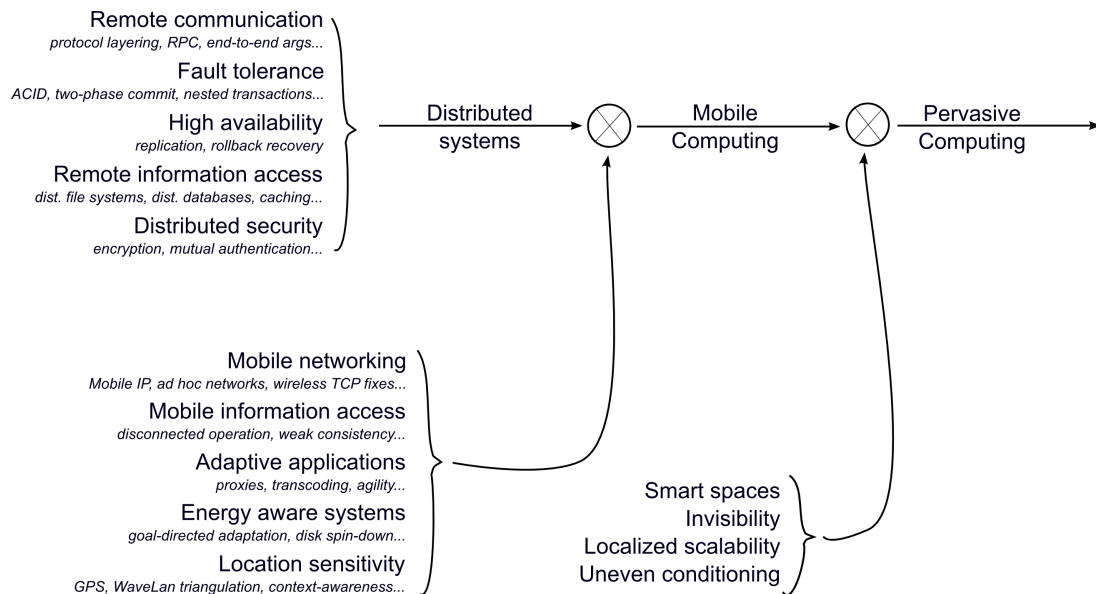 Remote communication
protocol layering, RPC, end-to-end args...
Fault tolerance
ACID, two-phase commit, nested transactions...
High availability
replication, rollback recovery
Remote information access
dist. file systems, dist. databases, caching...
Distributed security
encryption, mutual authentication...
Distributed
systems
Mobile
Computing
Pervasive
Computing
Mobile networking
Mobile IP, ad hoc networks, wireless TCP fixes...
Mobile information access
disconnected operation, weak consistency...
Adaptive applications
proxies, transcoding, agility...
Energy aware systems
goal-directed adaptation, disk spin-down...
Location sensitivity
GPS, WaveLan triangulation, context-awareness...
Smart spaces
Invisibility
Localized scalability
Uneven conditioning